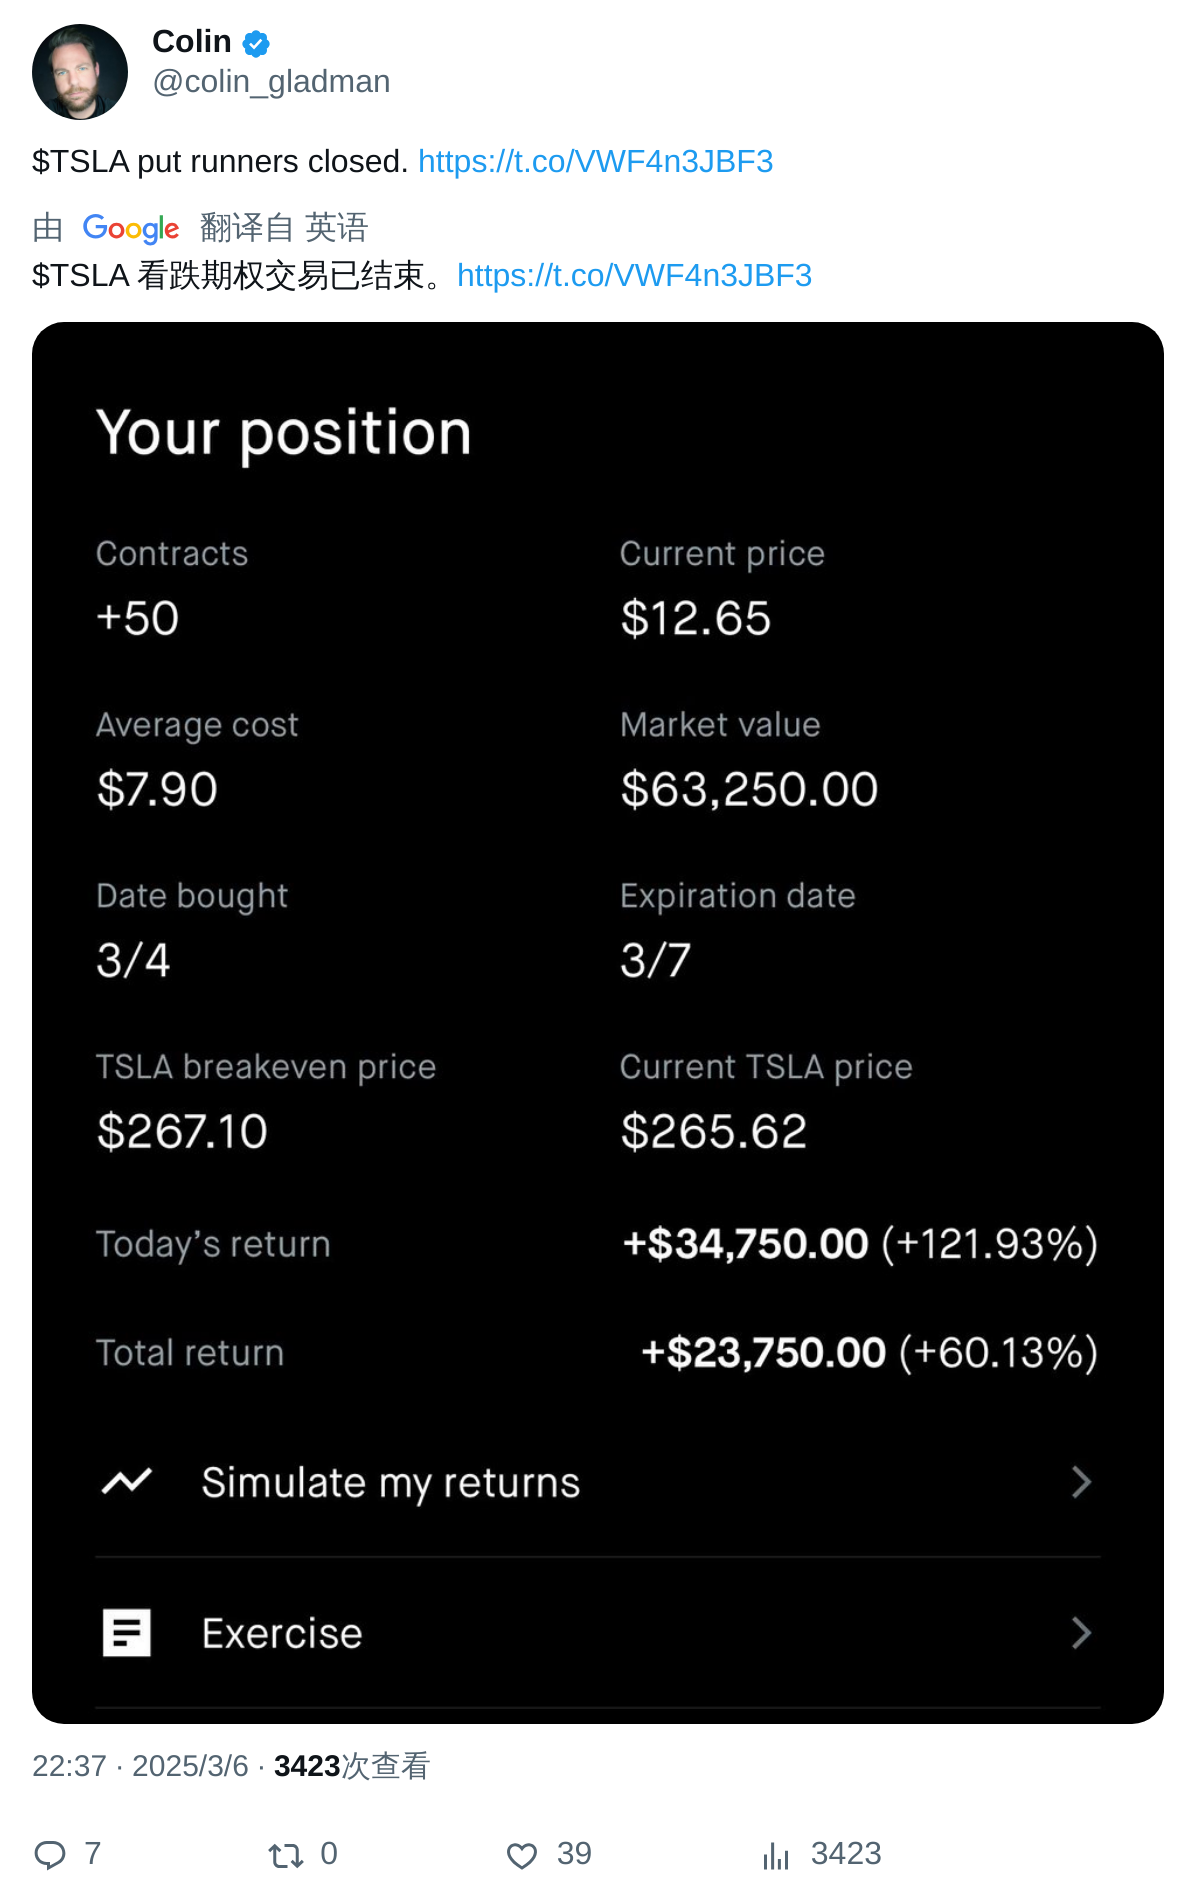 Colin
@colin_gladman
$TSLA put runners closed. https://t.co/VWF4n3JBF3
由 Google 翻译自 英语
$TSLA 看跌期权交易已结束。https://t.co/VWF4n3JBF3
Your position
Contracts Current price
+50 $12.65
Average cost Market value
$7.90 $63,250.00
Date bought Expiration date
3/4 3/7
TSLA breakeven price Current TSLA price
$267.10 $265.62
Today’s return +$34,750.00 (+121.93%)
Total return +$23,750.00 (+60.13%)
Simulate my returns
Exercise
22:37 · 2025/3/6 · 3423次查看
7 0 39 3423